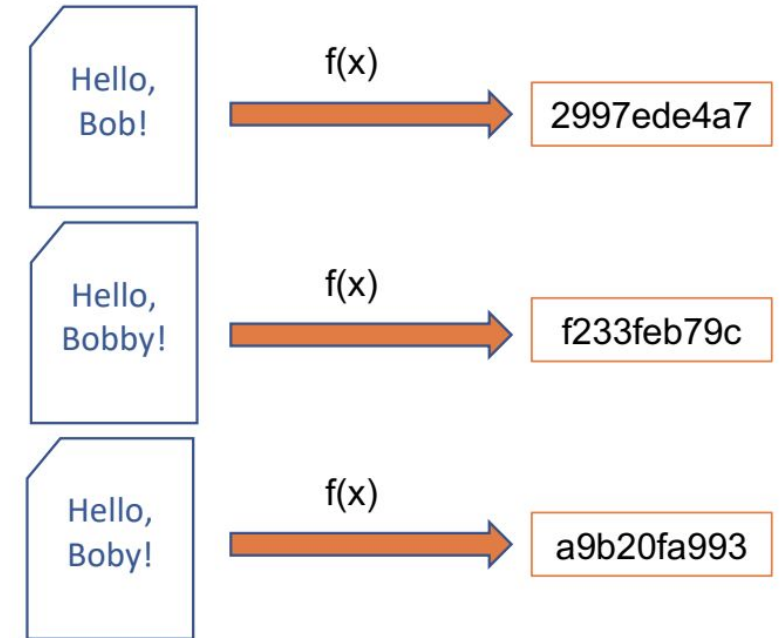 Hello,
Bob!
f(x)
2997ede4a7
Hello,
Bobby!
f(x)
f233feb79c
Hello,
Boby!
f(x)
a9b20fa993